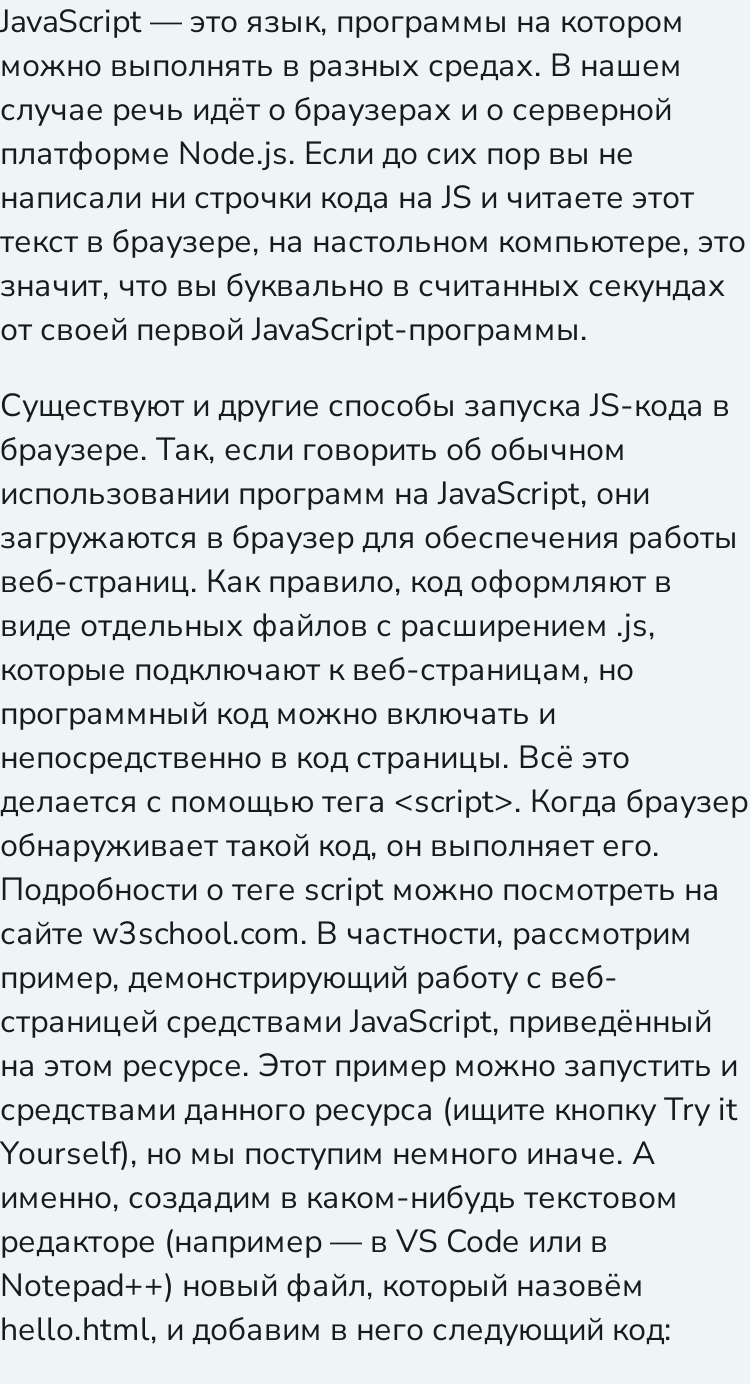 JavaScript — это язык, программы на котором
можно выполнять в разных средах. В нашем
случае речь идёт о браузерах и о серверной
платформе Node.js. Если до сих пор вы не
написали ни строчки кода на JS и читаете этот
текст в браузере, на настольном компьютере, это
значит, что вы буквально в считанных секундах
от своей первой JavaScript-программы.
Существуют и другие способы запуска JS-кода в
браузере. Так, если говорить об обычном
использовании программ на JavaScript, они
загружаются в браузер для обеспечения работы
веб-страниц. Как правило, код оформляют в
виде отдельных файлов с расширением .js,
которые подключают к веб-страницам, но
программный код можно включать и
непосредственно в код страницы. Всё это
делается с помощью тега <script>. Когда браузер
обнаруживает такой код, он выполняет его.
Подробности о теге script можно посмотреть на
сайте w3school.com. В частности, рассмотрим
пример, демонстрирующий работу с веб-
страницей средствами JavaScript, приведённый
на этом ресурсе. Этот пример можно запустить и
средствами данного ресурса (ищите кнопку Try it
Yourself), но мы поступим немного иначе. А
именно, создадим в каком-нибудь текстовом
редакторе (например — в VS Code или в
Notepad++) новый файл, который назовём
hello.html, и добавим в него следующий код: